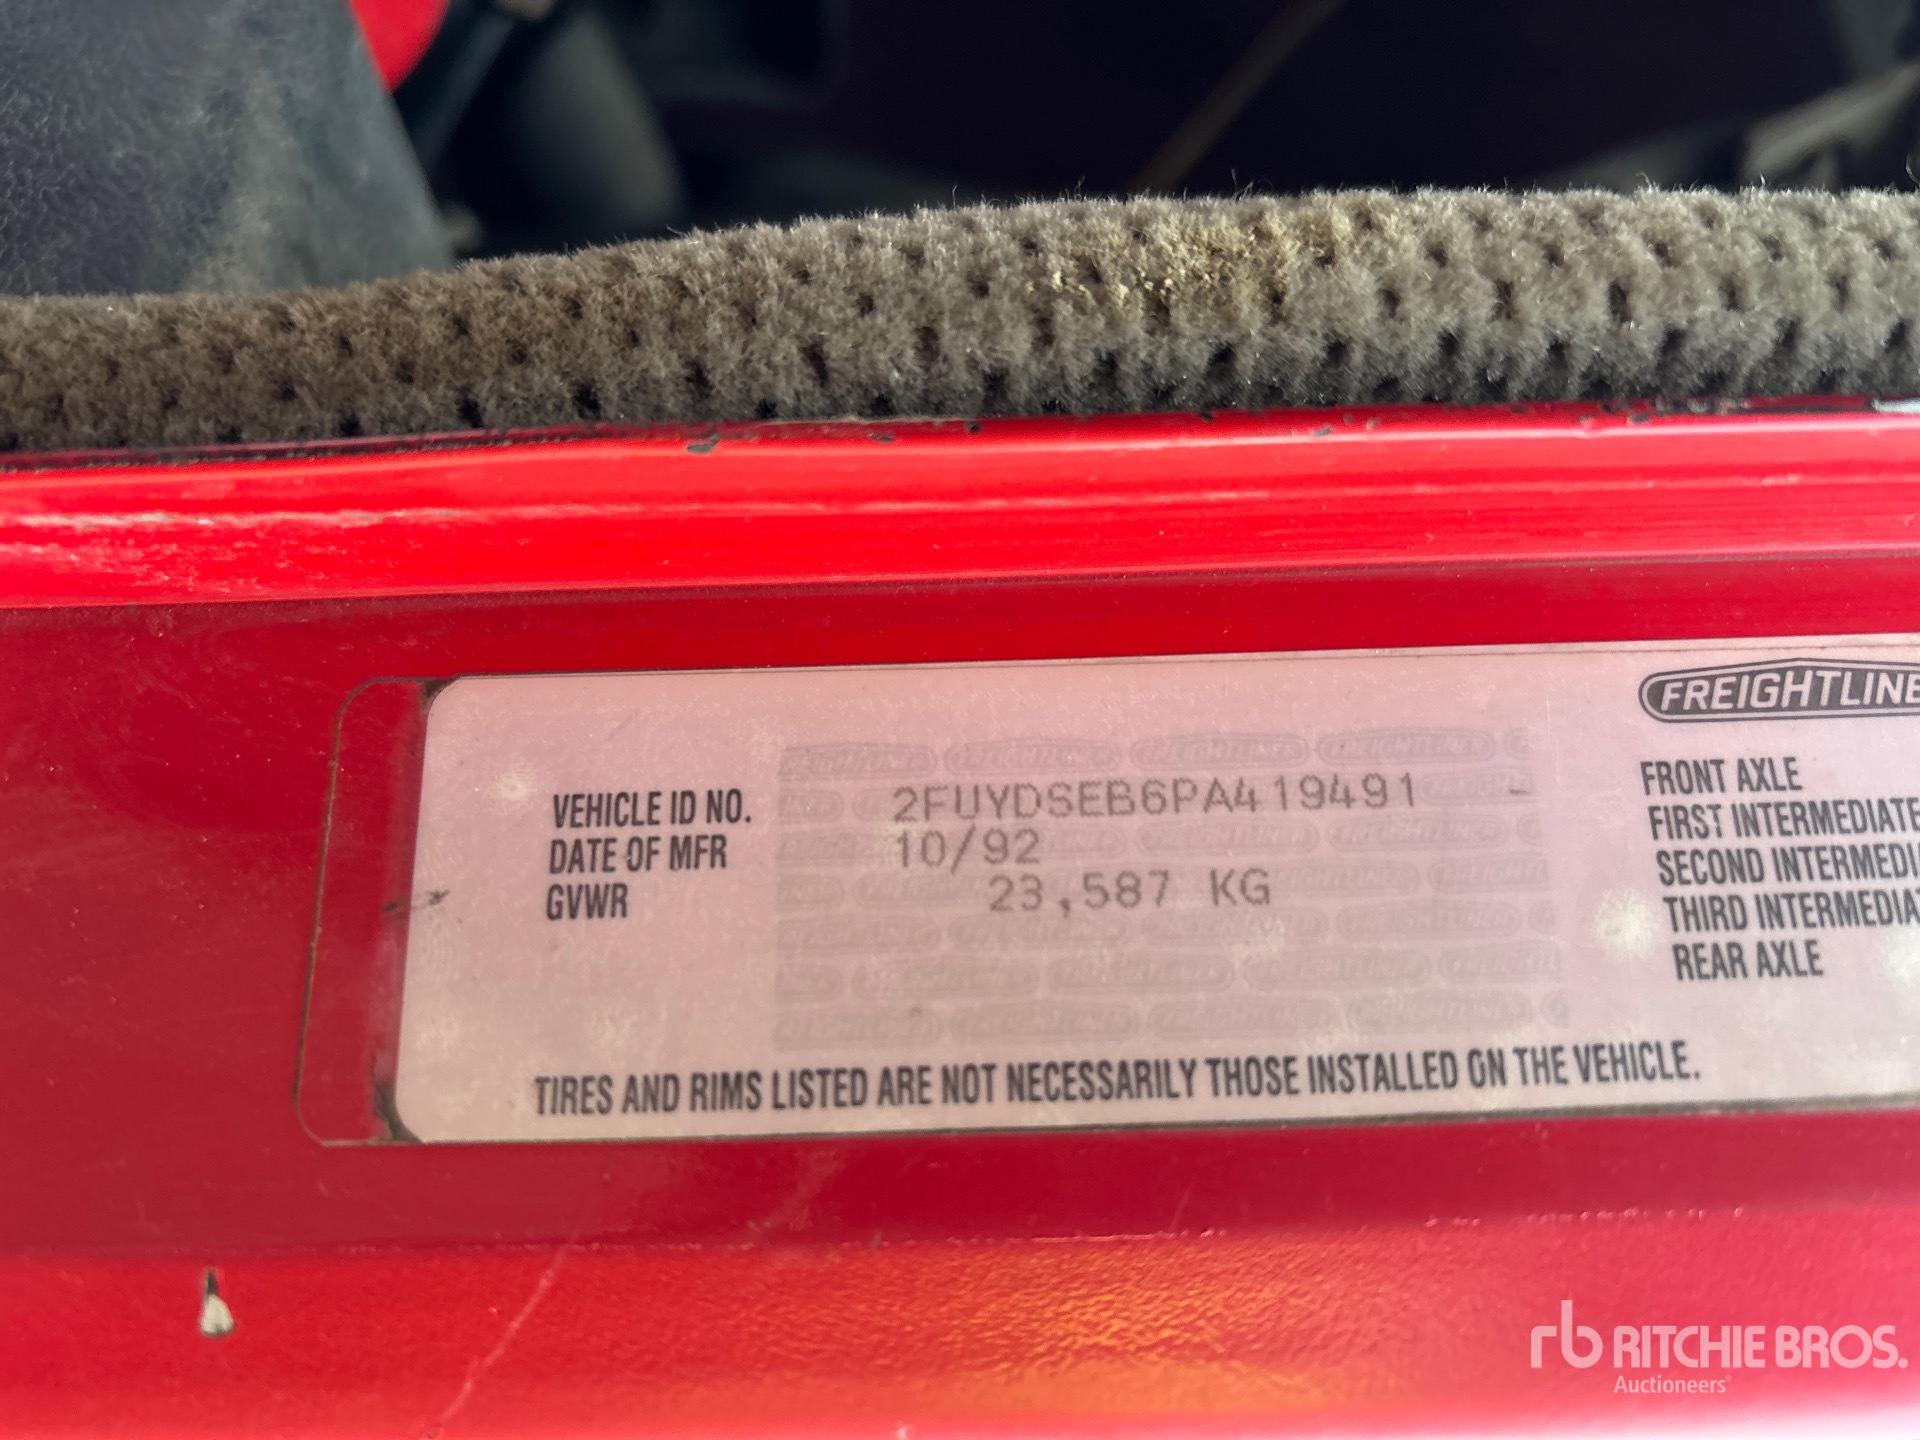 FREIGHTLINE
VEHICLE ID NO. 2FUYDSEB6PA419491 -
DATE OF MFR 10/92
GVWR 23,587 KG
FRONT AXLE
FIRST INTERMEDIATE
SECOND INTERMEDI
THIRD INTERMEDIAT
REAR AXLE
TIRES AND RIMS LISTED ARE NOT NECESSARILY THOSE INSTALLED ON THE VEHICLE.
rb RITCHIE BROS.
Auctioneers